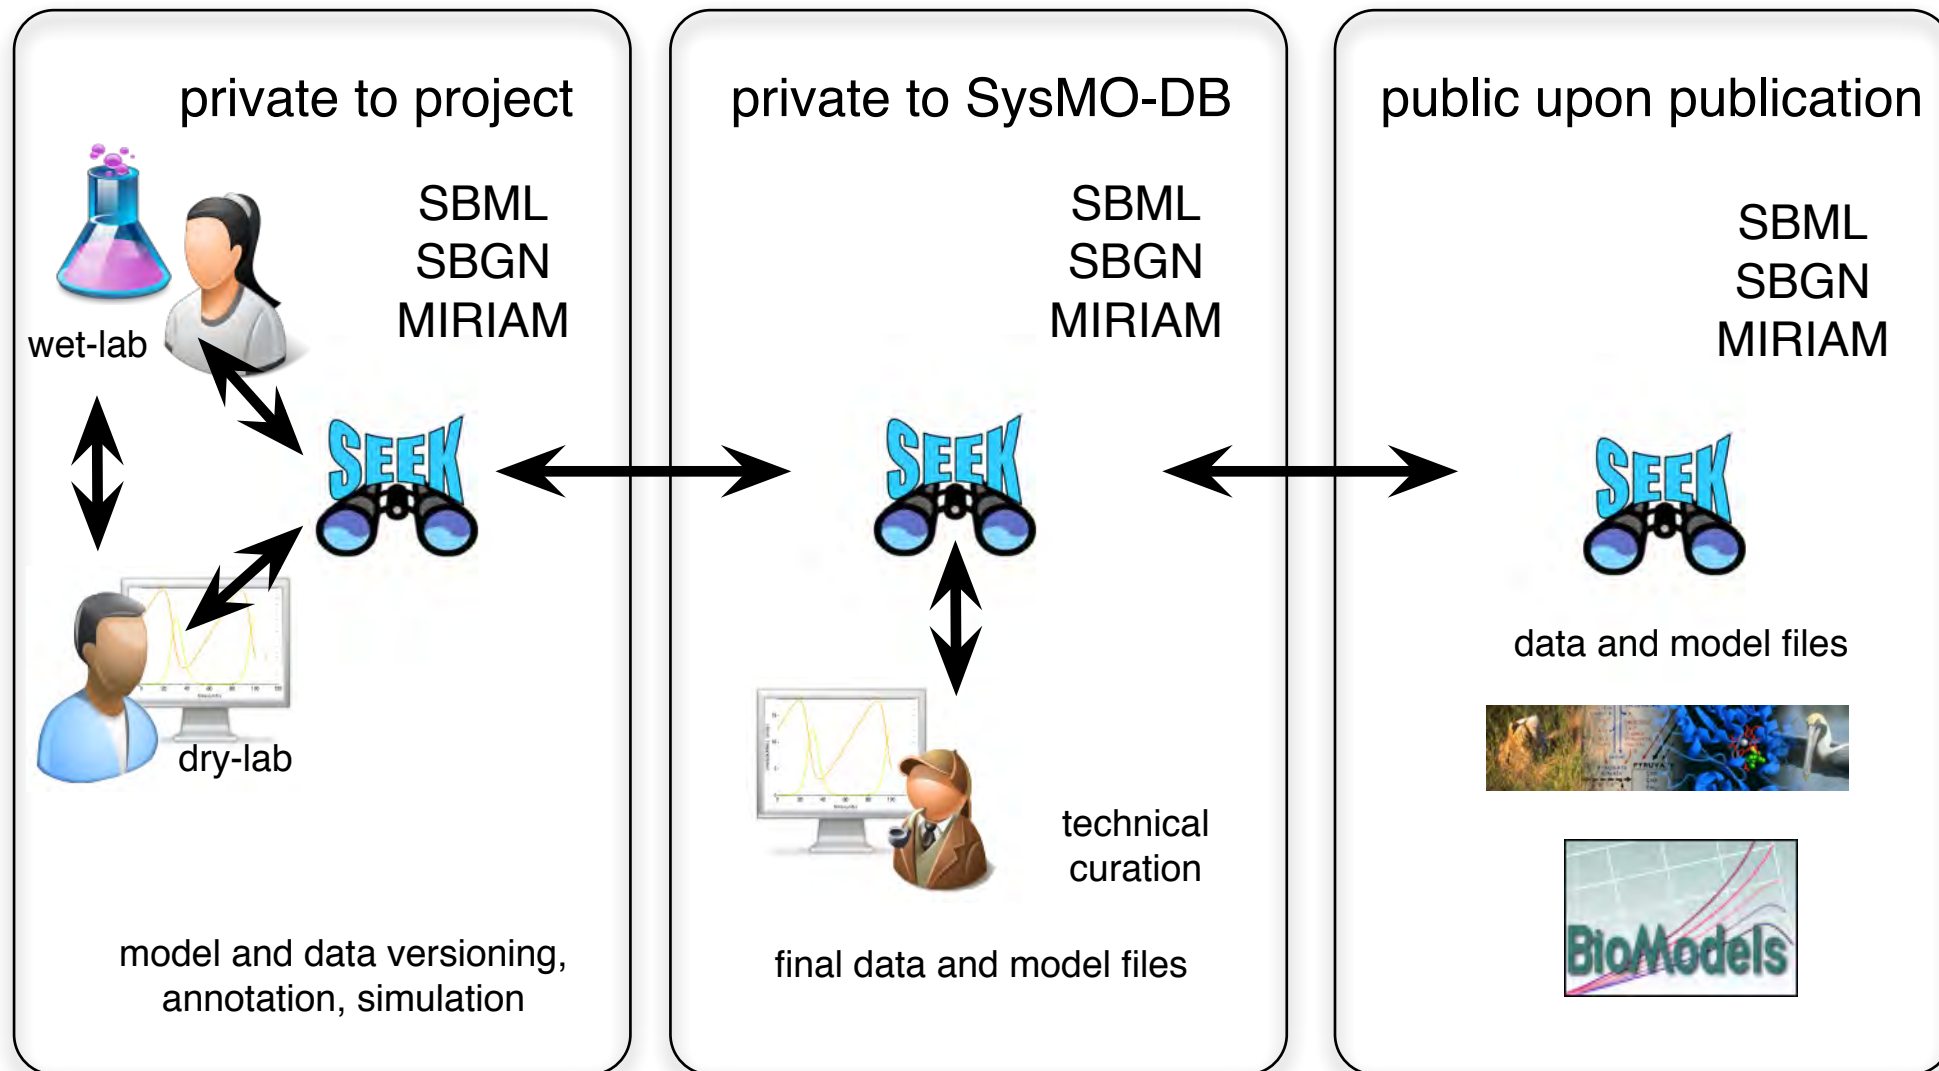 private to project
SBML
SBGN
MIRIAM
wet-lab
SEEK
dry-lab
model and data versioning,
annotation, simulation
private to SysMO-DB
SBML
SBGN
MIRIAM
SEEK
technical
curation
final data and model files
public upon publication
SBML
SBGN
MIRIAM
SEEK
data and model files
BioModels